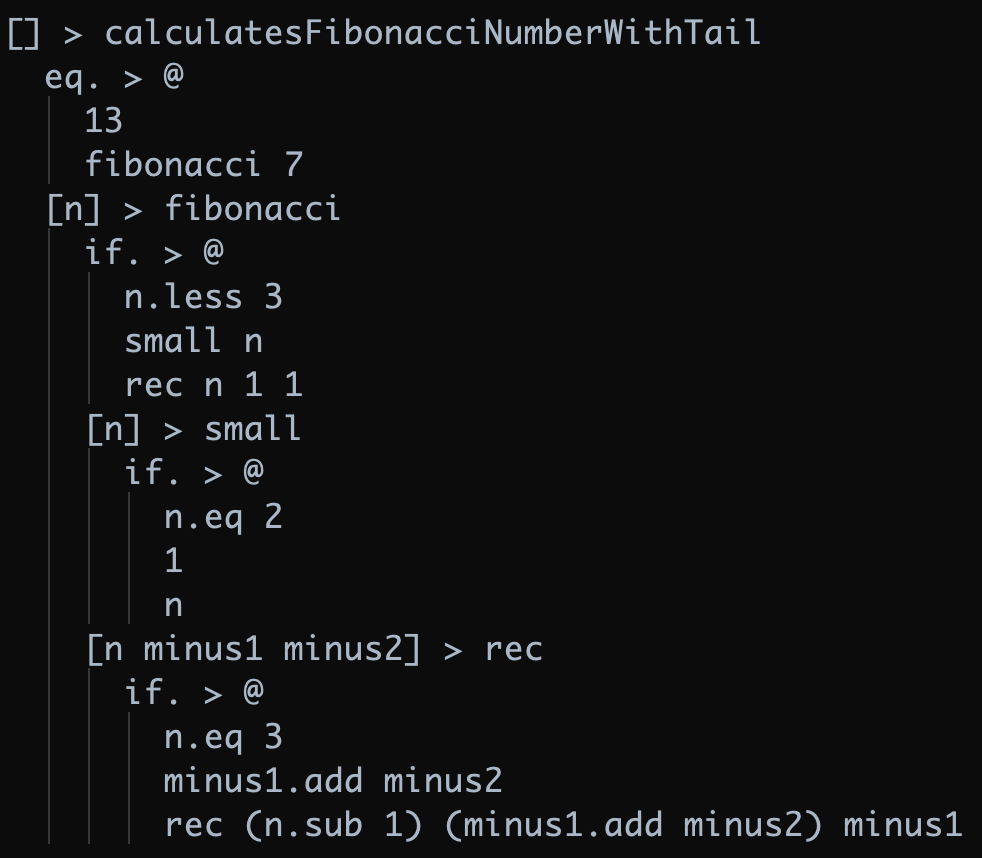 [] > calculatesFibonacciNumberWithTail
  eq. > @
    13
    fibonacci 7
  [n] > fibonacci
    if. > @
      n.less 3
      small n
      rec n 1 1
    [n] > small
      if. > @
        n.eq 2
        1
        n
    [n minus1 minus2] > rec
      if. > @
        n.eq 3
        minus1.add minus2
        rec (n.sub 1) (minus1.add minus2) minus1